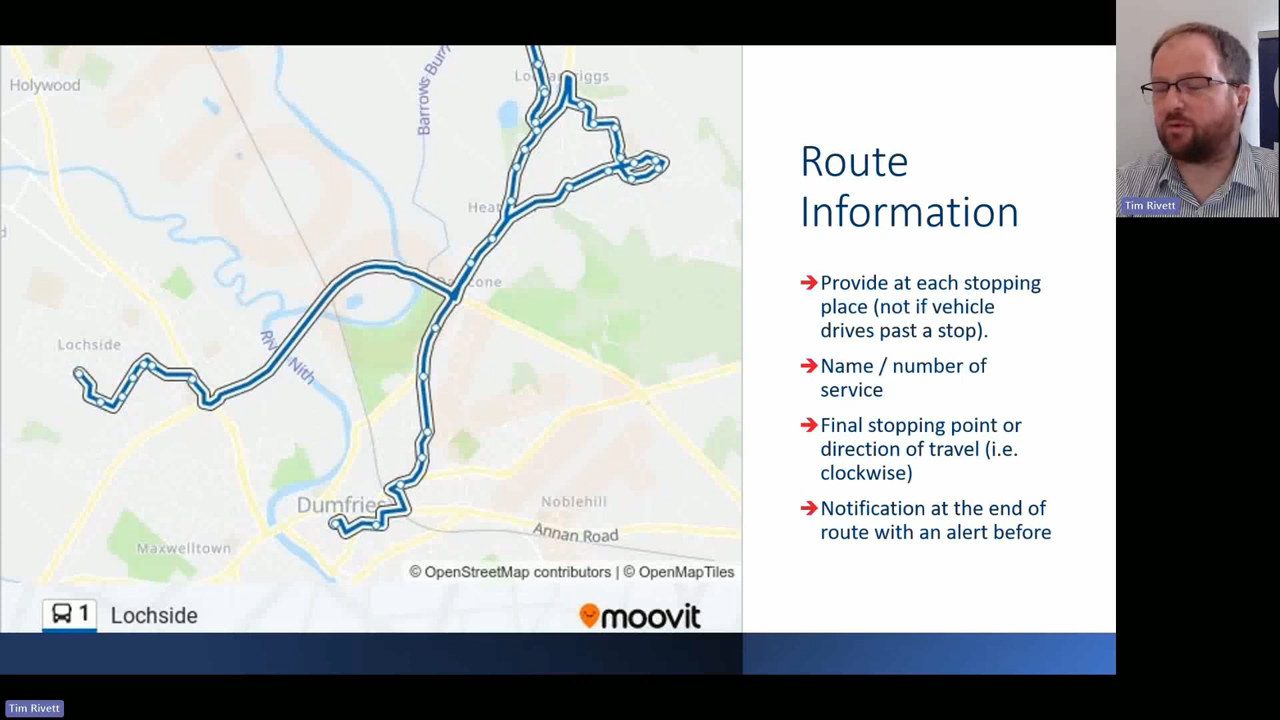 Holywood
Barrows Burn
Route
Information
Tim Rivett
Provide at each stopping
place (not if vehicle
drives past a stop).
Name / number of
service
Final stopping point or
direction of travel (i.e.
clockwise)
Notification at the end of
route with an alert before
Lochside
River Nith
Dumfries
Noblehill
Annan Road
Maxwelltown
© OpenStreetMap contributors | © OpenMapTiles
1 Lochside
moovit
Tim Rivett